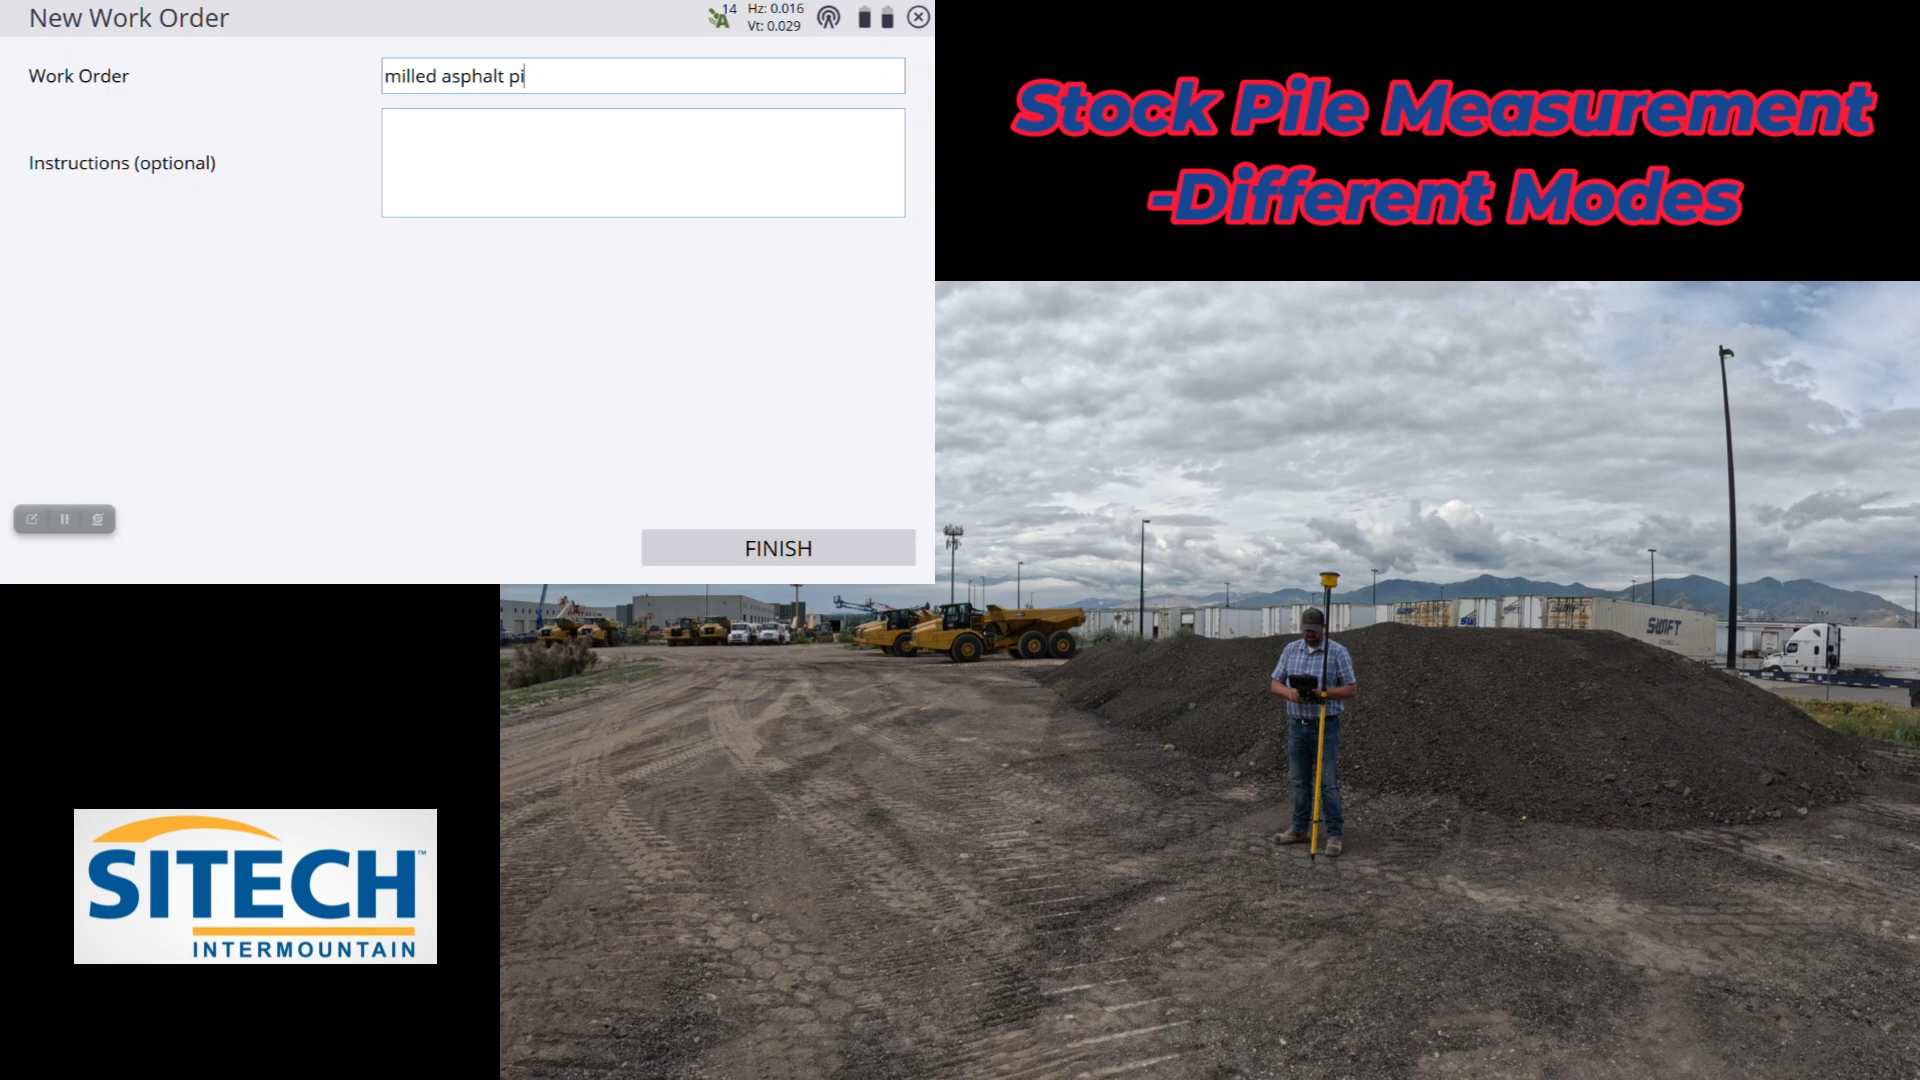 New Work Order
14
Hz: 0.016
Vt: 0.029
Work Order
milled asphalt pi
Instructions (optional)
FINISH
Stock Pile Measurement
-Different Modes
SWIFT
SITECH™
INTERMOUNTAIN